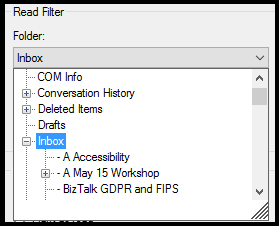 Read Filter
Folder:
Inbox
COM Info
Conversation History
Deleted Items
Drafts
Inbox
- A Accessibility
- A May 15 Workshop
- BizTalk GDPR and FIPS